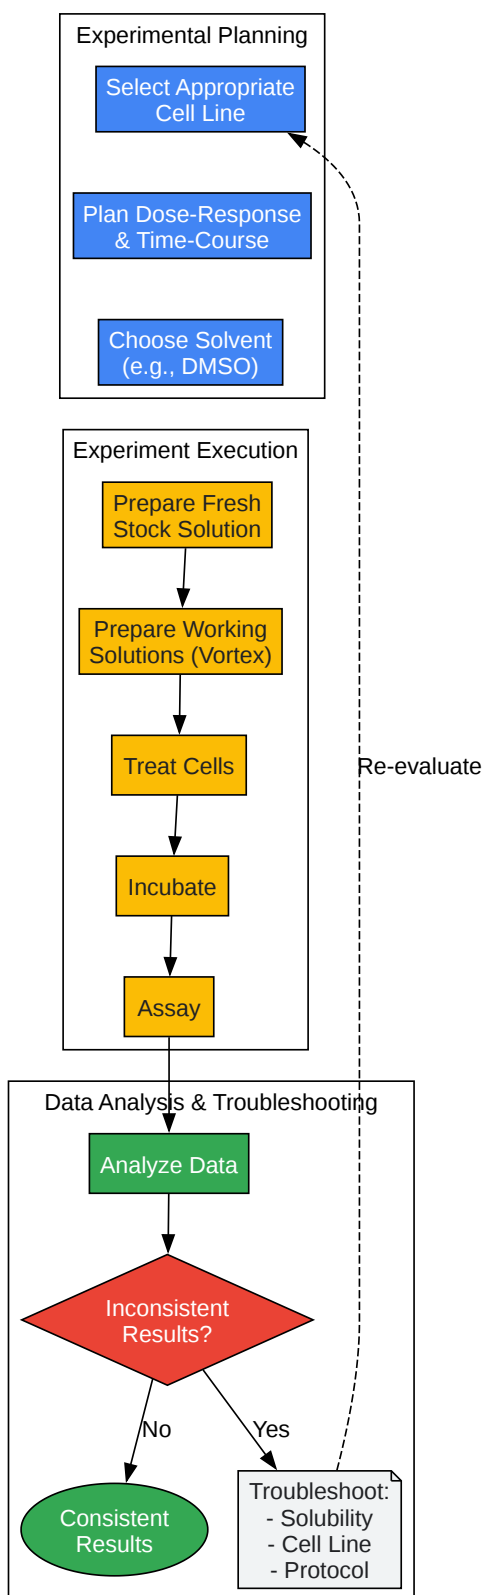 Experimental Planning
Select Appropriate
Cell Line
Plan Dose-Response
& Time-Course
Choose Solvent
(e.g., DMSO)
Experiment Execution
Prepare Fresh
Stock Solution
Prepare Working
Solutions (Vortex)
Treat Cells
Re-evaluate
Incubate
Assay
Data Analysis & Troubleshooting
Analyze Data
Inconsistent
Results?
No
Yes
Consistent
Results
Troubleshoot:
- Solubility
- Cell Line
- Protocol